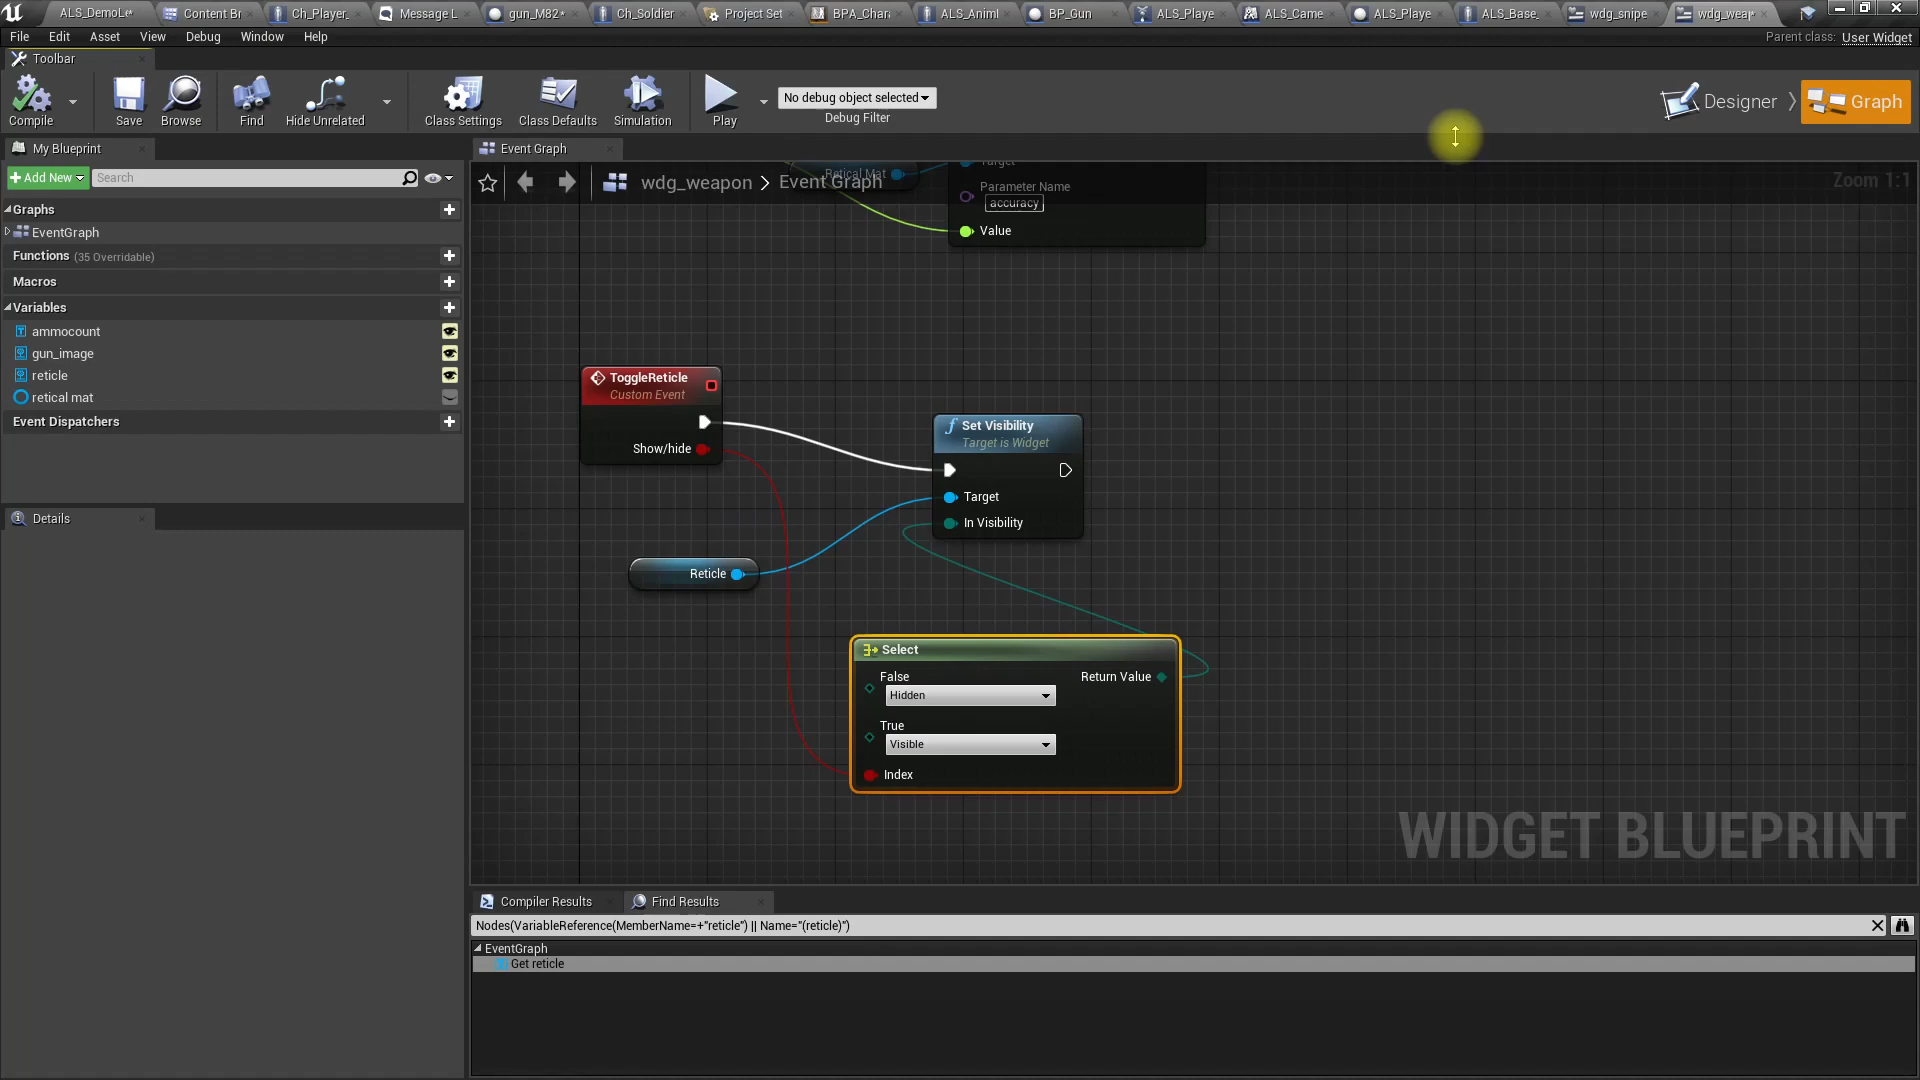 ALS_DemoLe*
Content Br
Ch_Player_
Message L
gun_M82*
Ch_Soldier
Project Set
BPA_Char
ALS_AnimI
BP_Gun
ALS_Playe
ALS_Came
ALS_Playe
ALS_Base_
wdg_snipe
wdg_weap*
File
Edit
Asset
View
Debug
Window
Help
Parent class:
User Widget
Toolbar
Compile
Save
Browse
Find
Hide Unrelated
Class Settings
Class Defaults
Simulation
Play
No debug object selected
Debug Filter
Designer
Graph
My Blueprint
Event Graph
Add New
Search
wdg_weapon > Event Graph
Zoom 1:1
Graphs
EventGraph
Functions (35 Overridable)
Macros
Variables
ammocount
gun_image
reticle
retical mat
Event Dispatchers
Details
Retical Mat
Target
Parameter Name
accuracy
Value
ToggleReticle
Custom Event
Show/hide
Set Visibility
Target is Widget
Target
In Visibility
Reticle
Select
False
Hidden
Return Value
True
Visible
Index
WIDGET BLUEPRINT
Compiler Results
Find Results
Nodes(VariableReference(MemberName=+"reticle") || Name="(reticle)")
EventGraph
Get reticle